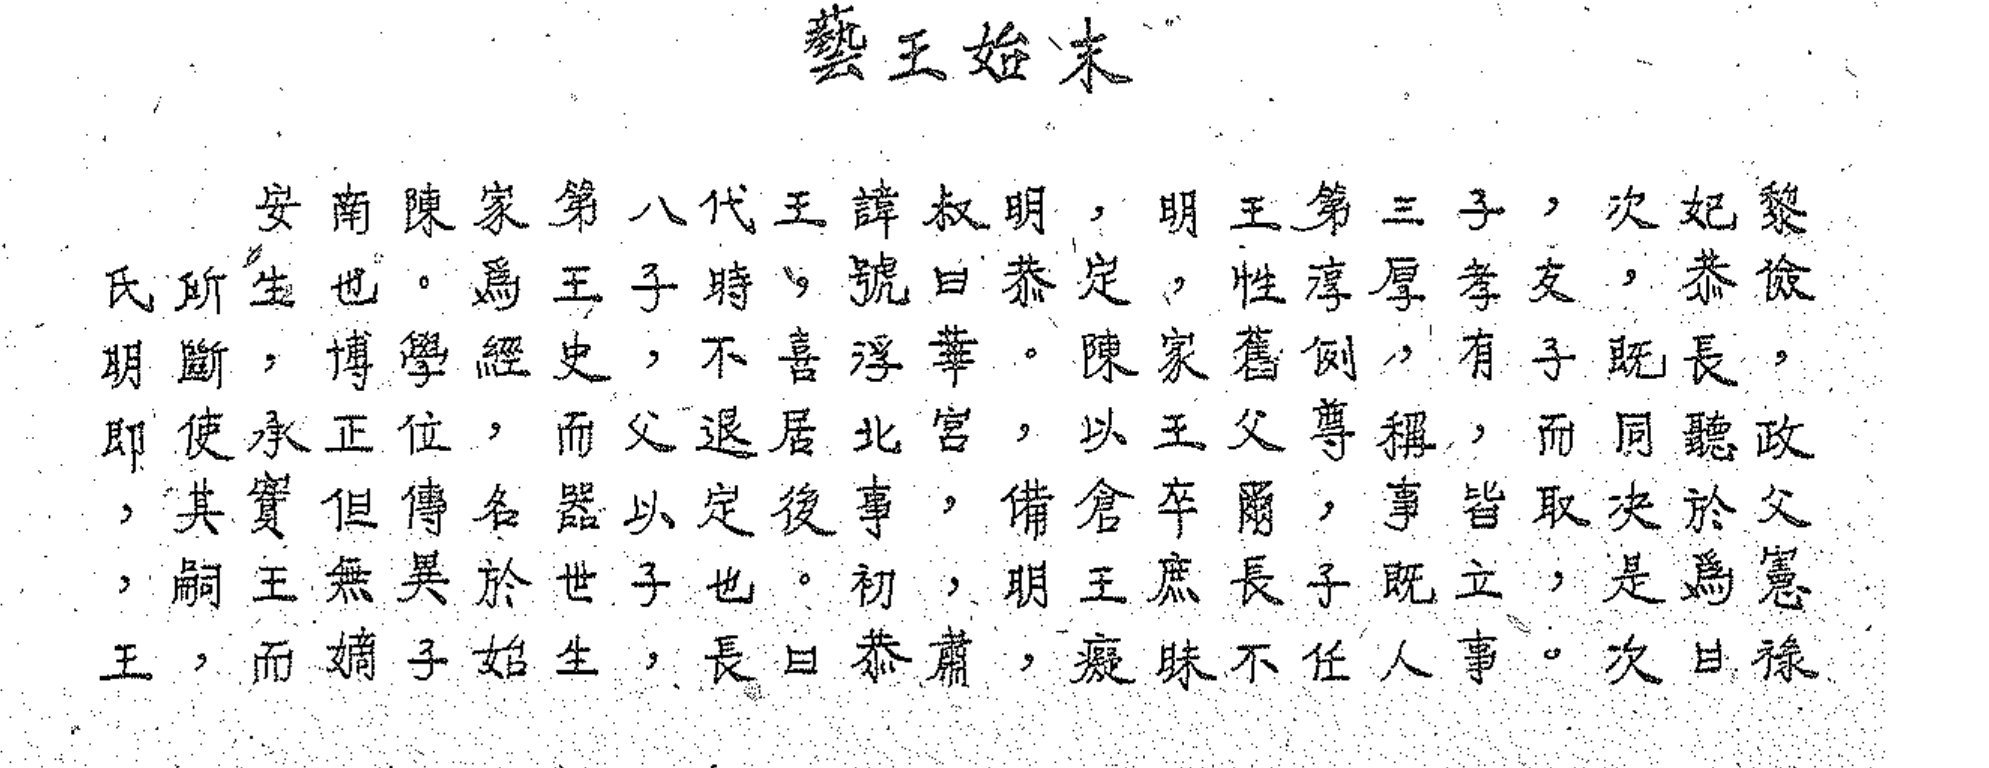 藝王始末
安南陳家第八代王諱叔明,明王第三子,次妃黎
氏所生也。爲王子時,號曰恭定,性淳厚孝友,恭儉
明斷,博學經史,不喜浮華。陳家舊例,有子既長,
即使承正位,而父退居北宮,以王父尊稱,而同聽政
,其實但傳名器以定後事,備倉卒爾,事皆取決於父
,嗣王無異於世子也。初,明王庶長子既立,是爲憲
王,而嫡子始生,長曰恭肅,癡昧不任人事。次曰祿